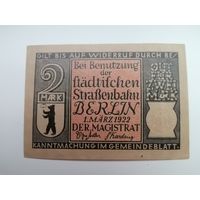 GILT BIS AUF WIDERRUF DURCH BE-
2
MARK
Bei Benutzung der
städtischen
Straßenbahn
BERLIN
1. MÄRZ 1922
DER MAGISTRAT
KANNTMACHUNG IM GEMEINDEBLATT